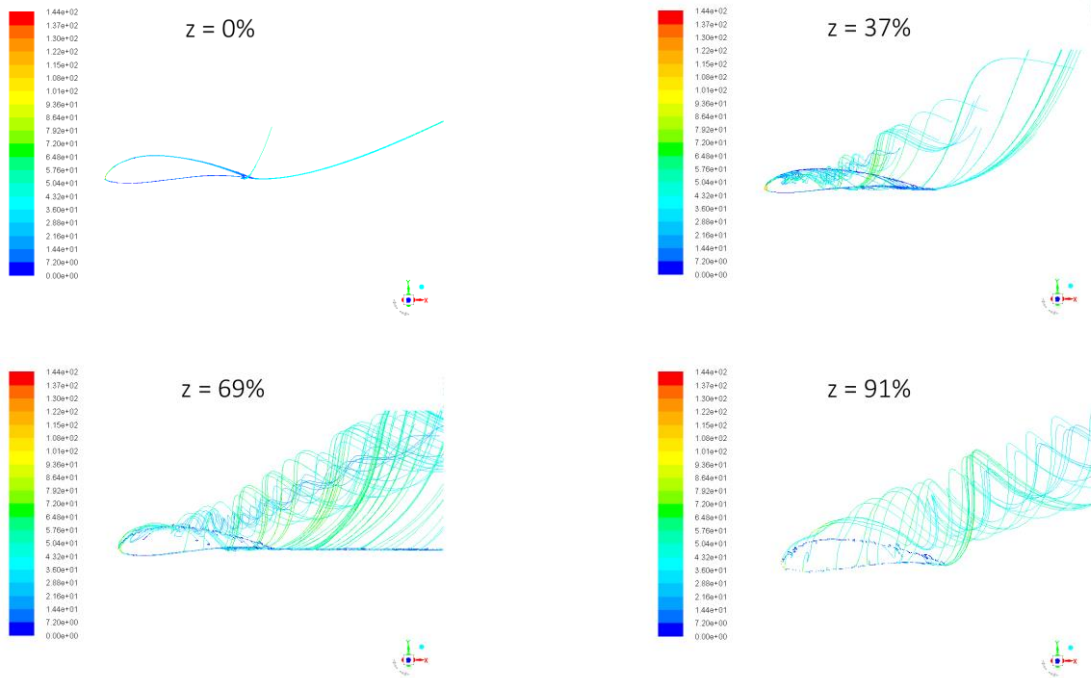 z = 0%
1.44e+02
1.37e+02
1.30e+02
1.22e+02
1.15e+02
1.08e+02
1.01e+02
9.36e+01
8.64e+01
7.92e+01
7.20e+01
6.48e+01
5.76e+01
5.04e+01
4.32e+01
3.60e+01
2.88e+01
2.16e+01
1.44e+01
7.20e+00
0.00e+00
Y
X
z = 37%
1.44e+02
1.37e+02
1.30e+02
1.22e+02
1.15e+02
1.08e+02
1.01e+02
9.36e+01
8.64e+01
7.92e+01
7.20e+01
6.48e+01
5.76e+01
5.04e+01
4.32e+01
3.60e+01
2.88e+01
2.16e+01
1.44e+01
7.20e+00
0.00e+00
Y
X
z = 69%
1.44e+02
1.37e+02
1.30e+02
1.22e+02
1.15e+02
1.08e+02
1.01e+02
9.36e+01
8.64e+01
7.92e+01
7.20e+01
6.48e+01
5.76e+01
5.04e+01
4.32e+01
3.60e+01
2.88e+01
2.16e+01
1.44e+01
7.20e+00
0.00e+00
Y
X
z = 91%
1.44e+02
1.37e+02
1.30e+02
1.22e+02
1.15e+02
1.08e+02
1.01e+02
9.36e+01
8.64e+01
7.92e+01
7.20e+01
6.48e+01
5.76e+01
5.04e+01
4.32e+01
3.60e+01
2.88e+01
2.16e+01
1.44e+01
7.20e+00
0.00e+00
Y
X